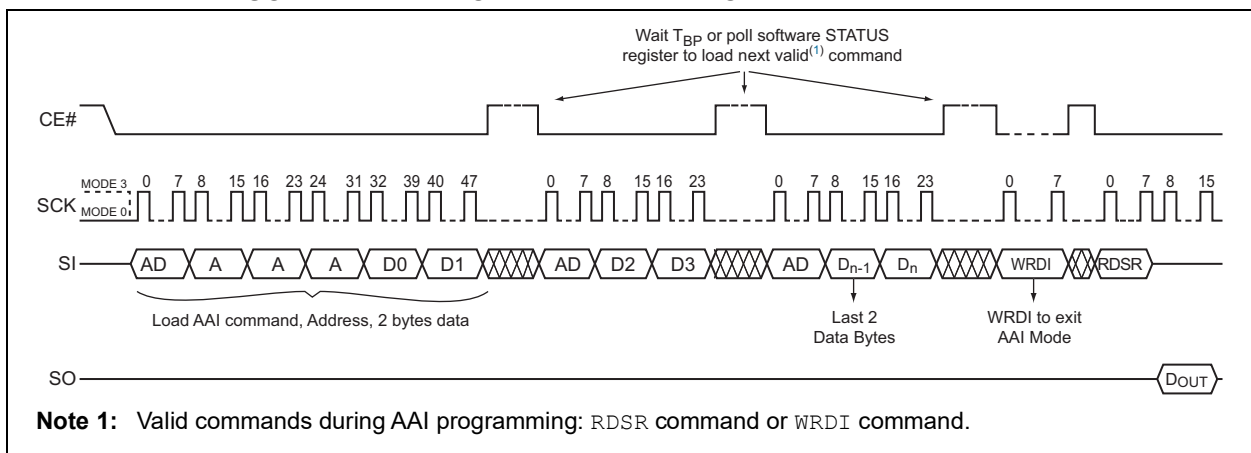 Wait TBP or poll software STATUS
register to load next valid(1) command
CE#
MODE 3
0 7 8 15 16 23 24 31 32 39 40 47 0 7 8 15 16 23 0 7 8 15 16 23 0 7 0 7 8 15
SCK
MODE 0
SI
AD A A A D0 D1 AD D2 D3 AD Dn-1 Dn WRDI RDSR
Load AAI command, Address, 2 bytes data
Last 2
Data Bytes
WRDI to exit
AAI Mode
SO
DOUT
Note 1: Valid commands during AAI programming: RDSR command or WRDI command.